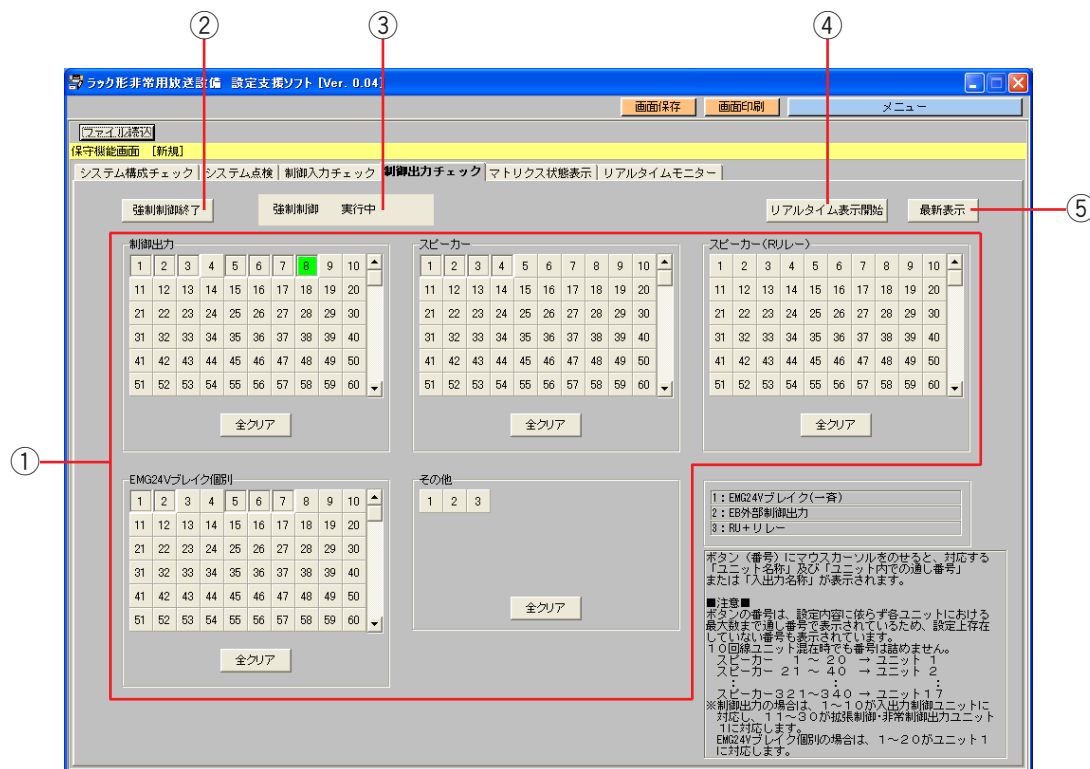 ② ③ ④
ラック形非常用放送設備 設定支援ソフト [Ver. 0.04]
画面保存 画面印刷 メニュー
ファイル読込
保守機能画面 [新規]
システム構成チェック システム点検 制御入力チェック 制御出力チェック マトリクス状態表示 リアルタイムモニター
強制制御終了 強制制御 実行中 リアルタイム表示開始 最新表示 ⑤
制御出力
1 2 3 4 5 6 7 8 9 10
11 12 13 14 15 16 17 18 19 20
21 22 23 24 25 26 27 28 29 30
31 32 33 34 35 36 37 38 39 40
41 42 43 44 45 46 47 48 49 50
51 52 53 54 55 56 57 58 59 60
全クリア
スピーカー
1 2 3 4 5 6 7 8 9 10
11 12 13 14 15 16 17 18 19 20
21 22 23 24 25 26 27 28 29 30
31 32 33 34 35 36 37 38 39 40
41 42 43 44 45 46 47 48 49 50
51 52 53 54 55 56 57 58 59 60
全クリア
スピーカー(Rリレー)
1 2 3 4 5 6 7 8 9 10
11 12 13 14 15 16 17 18 19 20
21 22 23 24 25 26 27 28 29 30
31 32 33 34 35 36 37 38 39 40
41 42 43 44 45 46 47 48 49 50
51 52 53 54 55 56 57 58 59 60
全クリア
①
EMG24Vブレイク個別
1 2 3 4 5 6 7 8 9 10
11 12 13 14 15 16 17 18 19 20
21 22 23 24 25 26 27 28 29 30
31 32 33 34 35 36 37 38 39 40
41 42 43 44 45 46 47 48 49 50
51 52 53 54 55 56 57 58 59 60
全クリア
その他
1 2 3
全クリア
1:EMG24Vブレイク(一斉)
2:EB外部制御出力
3:RU+リレー
ボタン(番号)にマウスカーソルをのせると、対応する
「ユニット名称」及び「ユニット内での通し番号」
または「入出力名称」が表示されます。
■注意■
ボタンの番号は、設定内容に依らず各ユニットにおける
最大数まで通し番号で表示されているため、設定上存在
していない番号も表示されています。
10回線ユニット混在時でも番号は詰めません。
スピーカー 1 ~ 20 → ユニット 1
スピーカー 21 ~ 40 → ユニット 2
: : :
スピーカー321~340 → ユニット17
※制御出力の場合は、1~10が入出力制御ユニットに
対応し、11~30が拡張制御・非常制御出力ユニット
1に対応します。
EMG24Vブレイク個別の場合は、1~20がユニット1
に対応します。